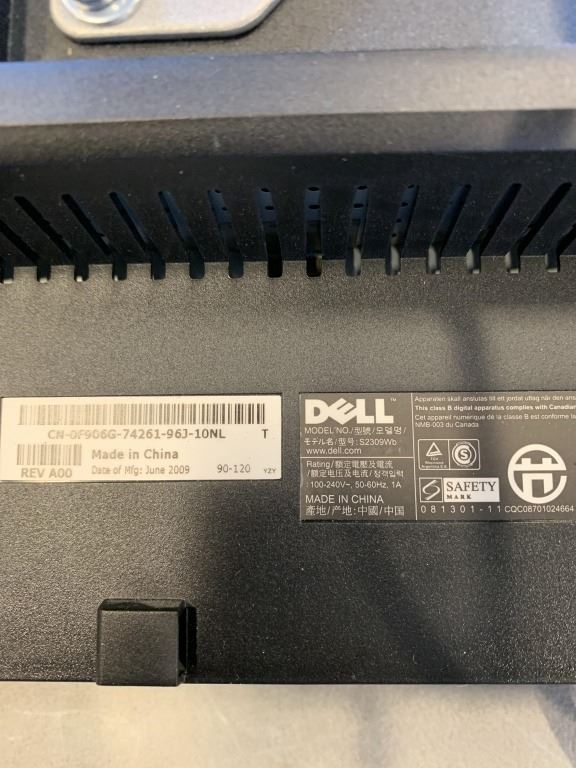 CN-0F906G-74261-96J-10NL T
Made in China
REV A00 Date of Mfg: June 2009 90-120 YZY
DELL™
MODEL NO./型號/모델명/
モデル名/型号: S2309Wb
www.dell.com
Rating/額定電壓及電流/
額定电压及电流/정격입력
100-240V~, 50-60Hz, 1A
MADE IN CHINA
產地/产地: 中國/中国
Apparaten skall anslutas till ett jordat uttag när den ans
This class B digital apparatus complies with Canadian
Cet appareil numérique de la classe B est conforme la
NMB-003 du Canada
TÜV
Rheinland
Argentina S.A.
S
SAFETY
MARK
081301-11
CQC08701024664